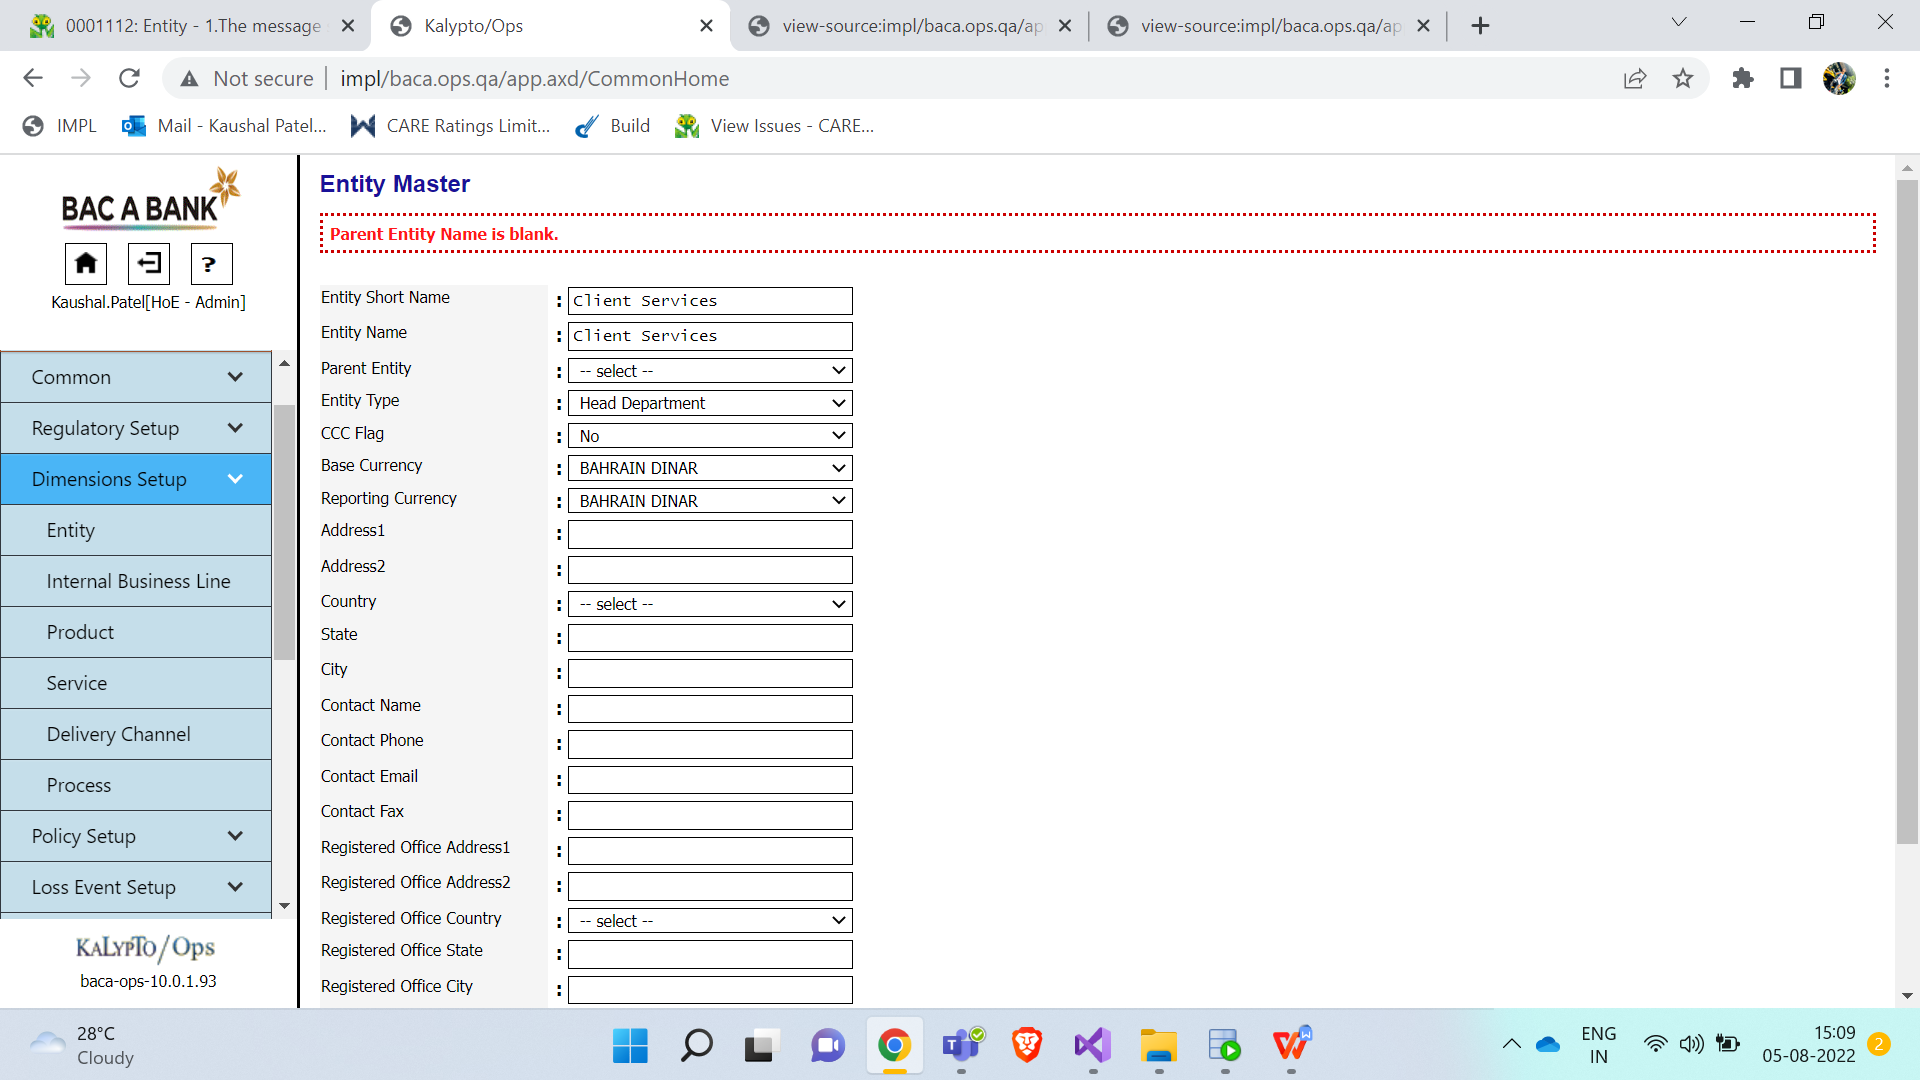 0001112: Entity - 1.The message
Kalypto/Ops
view-source:impl/baca.ops.qa/ap
view-source:impl/baca.ops.qa/ap
Not secure
impl/baca.ops.qa/app.axd/CommonHome
IMPL
Mail - Kaushal Patel...
CARE Ratings Limit...
Build
View Issues - CARE...
BAC A BANK
?
Kaushal.Patel[HoE - Admin]
Common
Regulatory Setup
Dimensions Setup
Entity
Internal Business Line
Product
Service
Delivery Channel
Process
Policy Setup
Loss Event Setup
KALYPTO/Ops
baca-ops-10.0.1.93
Entity Master
Parent Entity Name is blank.
Entity Short Name : Client Services
Entity Name : Client Services
Parent Entity : -- select --
Entity Type : Head Department
CCC Flag : No
Base Currency : BAHRAIN DINAR
Reporting Currency : BAHRAIN DINAR
Address1 :
Address2 :
Country : -- select --
State :
City :
Contact Name :
Contact Phone :
Contact Email :
Contact Fax :
Registered Office Address1 :
Registered Office Address2 :
Registered Office Country : -- select --
Registered Office State :
Registered Office City :
28°C
Cloudy
ENG
IN
15:09
05-08-2022
2